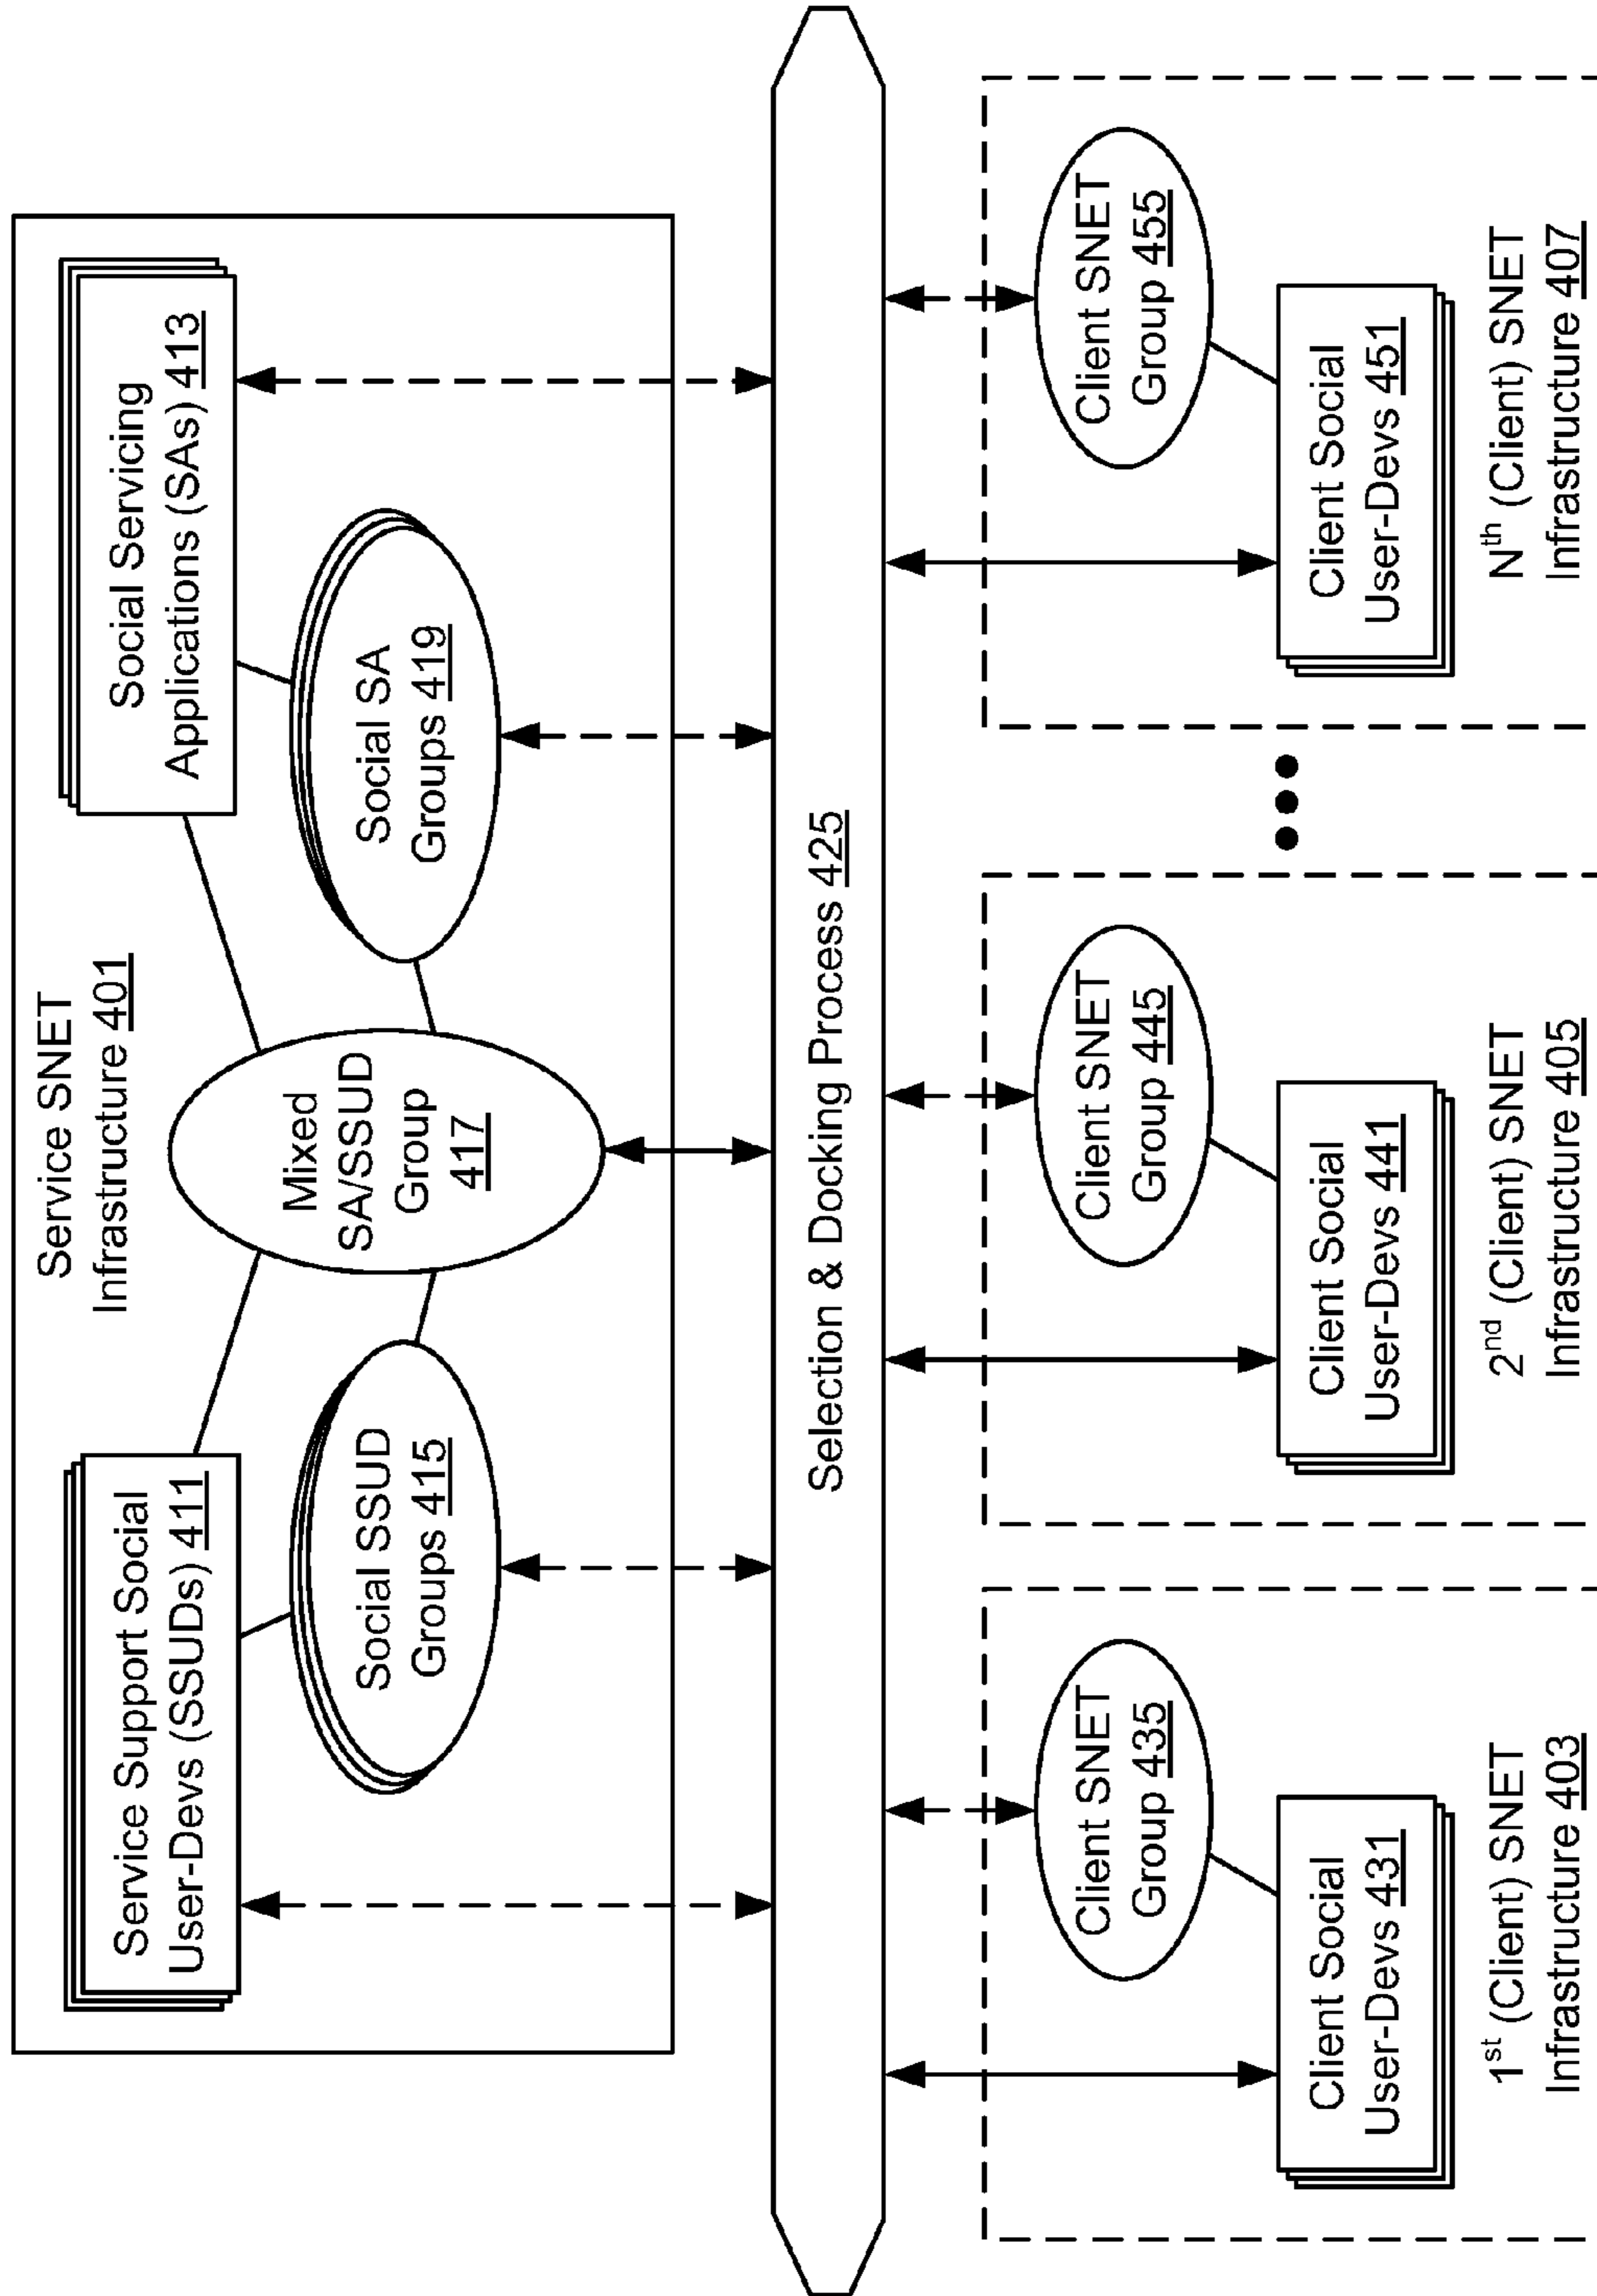 Service SNET
Infrastructure 401
Service Support Social
User-Devs (SSUDs) 411
Social Servicing
Applications (SAs) 413
Mixed
SA/SSUD
Group
417
Social SSUD
Groups 415
Social SA
Groups 419
Selection & Docking Process 425
Client SNET
Group 435
Client Social
User-Devs 431
1st (Client) SNET
Infrastructure 403
Client SNET
Group 445
Client Social
User-Devs 441
2nd (Client) SNET
Infrastructure 405
Client SNET
Group 455
Client Social
User-Devs 451
Nth (Client) SNET
Infrastructure 407